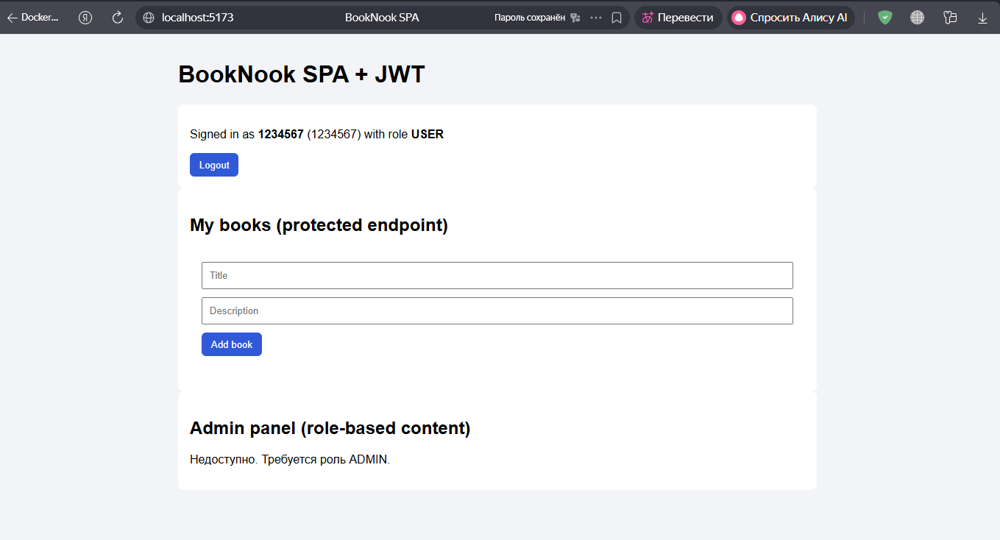 Docker... Я localhost:5173 BookNook SPA Пароль сохранён Перевести Спросить Алису AI
BookNook SPA + JWT
Signed in as 1234567 (1234567) with role USER
Logout
My books (protected endpoint)
Title
Description
Add book
Admin panel (role-based content)
Недоступно. Требуется роль ADMIN.